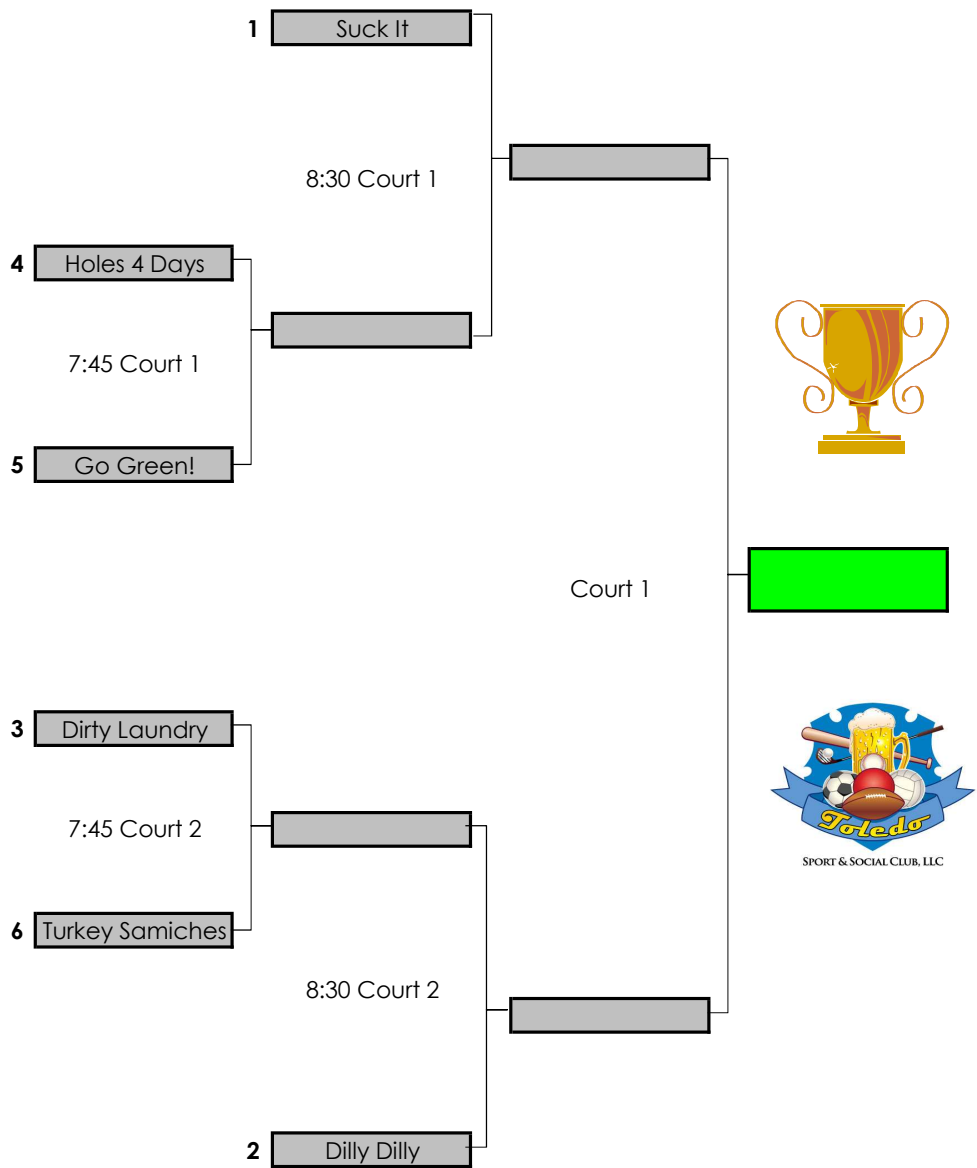 1 Suck It
8:30 Court 1
4 Holes 4 Days
7:45 Court 1
5 Go Green!
Court 1
3 Dirty Laundry
7:45 Court 2
Toledo
SPORT & SOCIAL CLUB, LLC
6 Turkey Samiches
8:30 Court 2
2 Dilly Dilly